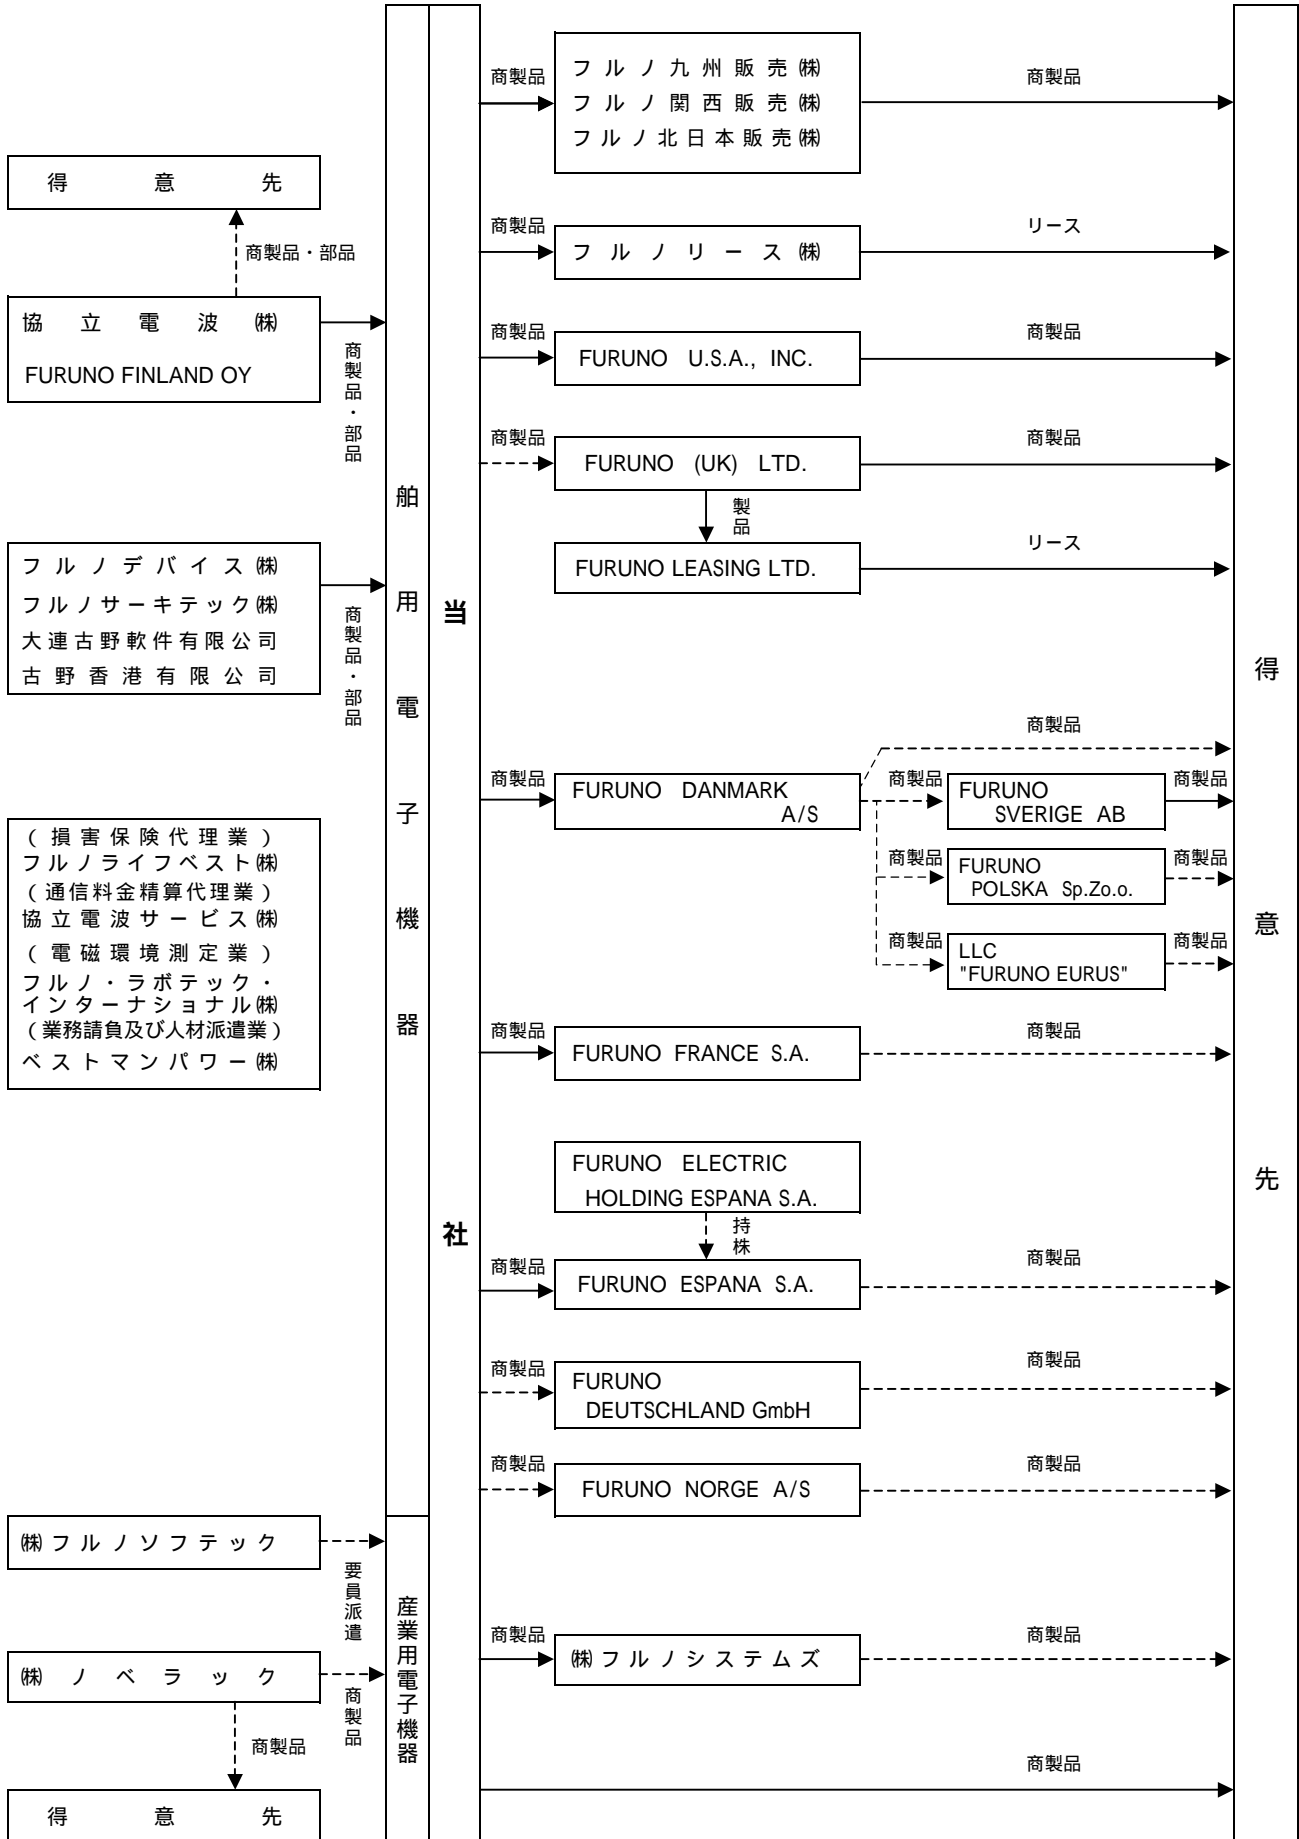 得意先
商製品・部品
協立電波㈱
FURUNO FINLAND OY
商製品・部品
フルノデバイス㈱
フルノサーキテック㈱
大連古野軟件有限公司
古野香港有限公司
商製品・部品
(損害保険代理業)
フルノライフベスト㈱
(通信料金精算代理業)
協立電波サービス㈱
(電磁環境測定業)
フルノ・ラボテック・
インターナショナル㈱
(業務請負及び人材派遣業)
ベストマンパワー㈱
㈱フルノソフテック
要員派遣
㈱ノベラック
商製品
商製品
得意先
舶用電子機器
産業用電子機器
当社
商製品
フルノ九州販売㈱
フルノ関西販売㈱
フルノ北日本販売㈱
商製品
商製品
フルノリース㈱
リース
商製品
FURUNO U.S.A., INC.
商製品
商製品
FURUNO (UK) LTD.
商製品
製品
FURUNO LEASING LTD.
リース
商製品
FURUNO DANMARK
A/S
商製品
商製品
FURUNO
SVERIGE AB
商製品
商製品
FURUNO
POLSKA Sp.Zo.o.
商製品
商製品
LLC
"FURUNO EURUS"
商製品
商製品
FURUNO FRANCE S.A.
商製品
FURUNO ELECTRIC
HOLDING ESPANA S.A.
持株
商製品
FURUNO ESPANA S.A.
商製品
商製品
FURUNO
DEUTSCHLAND GmbH
商製品
商製品
FURUNO NORGE A/S
商製品
商製品
㈱フルノシステムズ
商製品
商製品
得意先